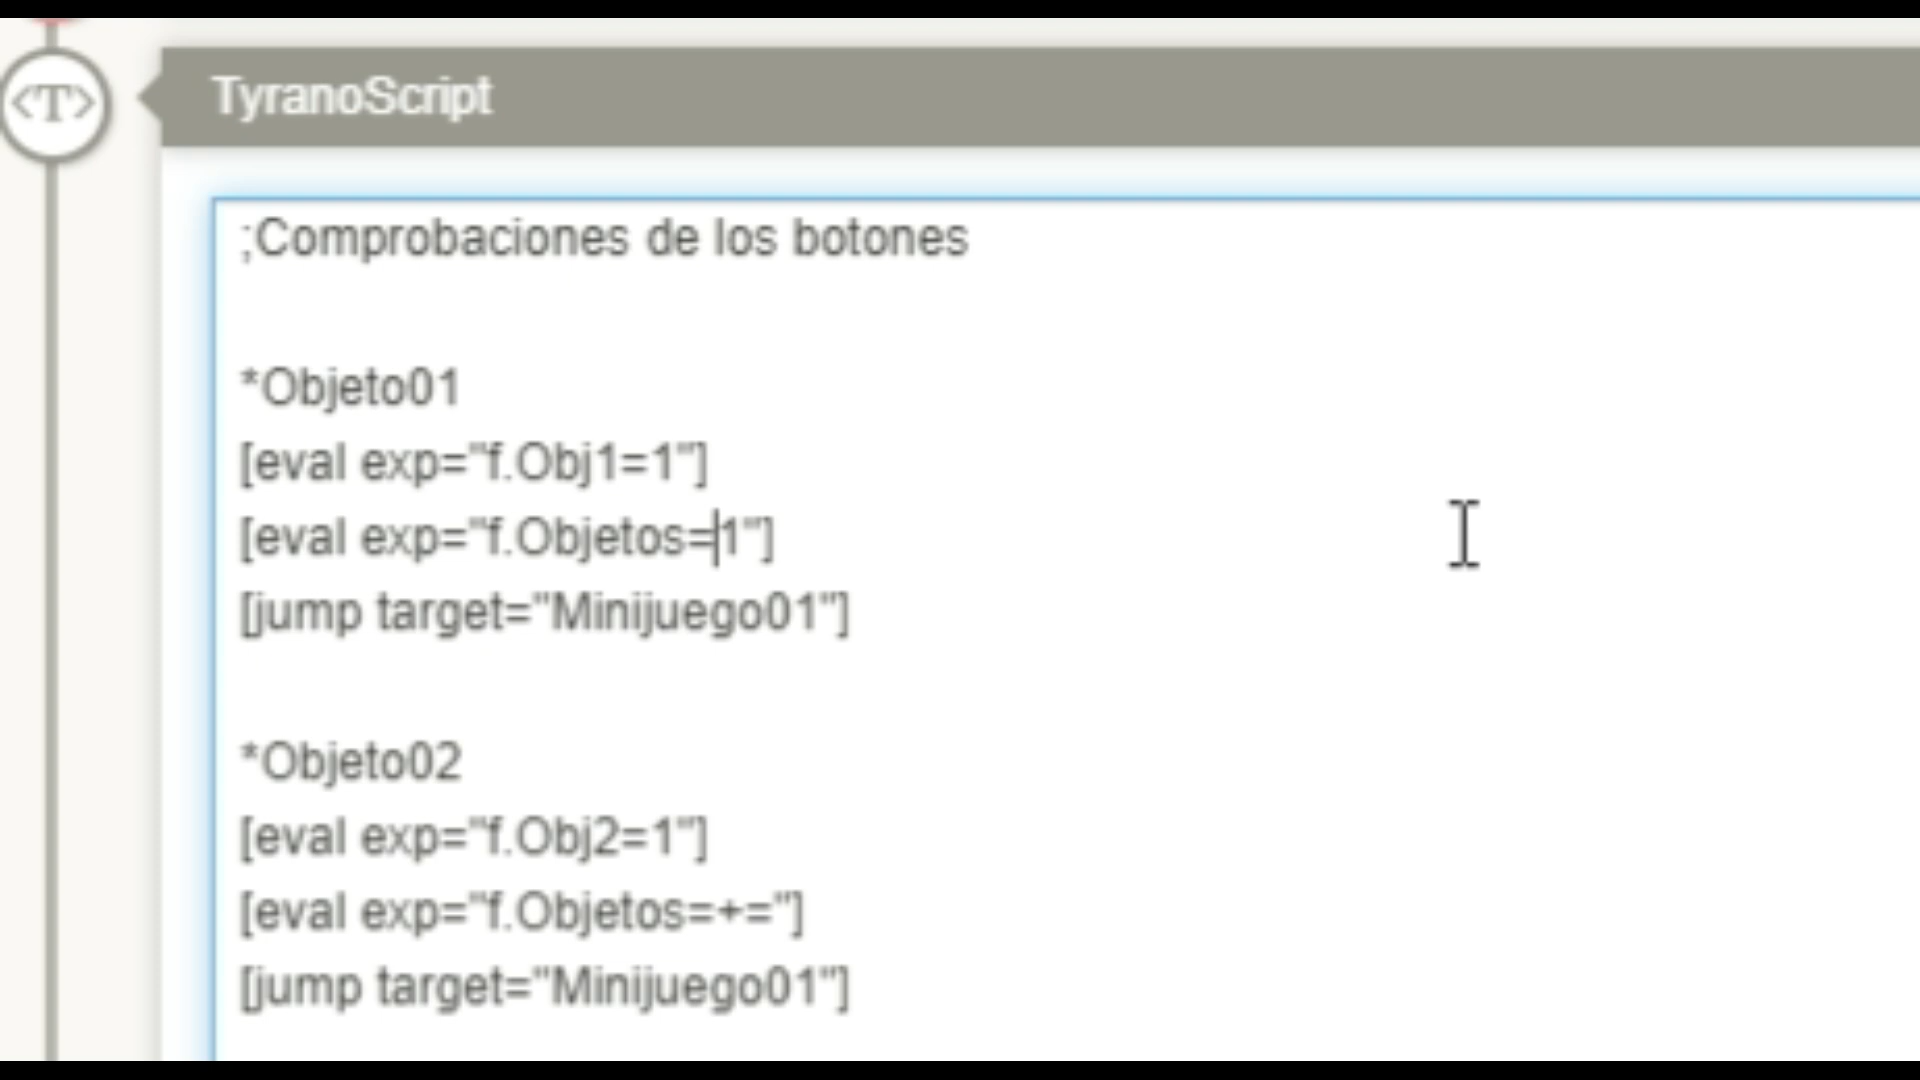 <T>
TyranoScript
;Comprobaciones de los botones
*Objeto01
[eval exp="f.Obj1=1"]
[eval exp="f.Objetos=1"]
[jump target="Minijuego01"]
*Objeto02
[eval exp="f.Obj2=1"]
[eval exp="f.Objetos=+="]
[jump target="Minijuego01"]